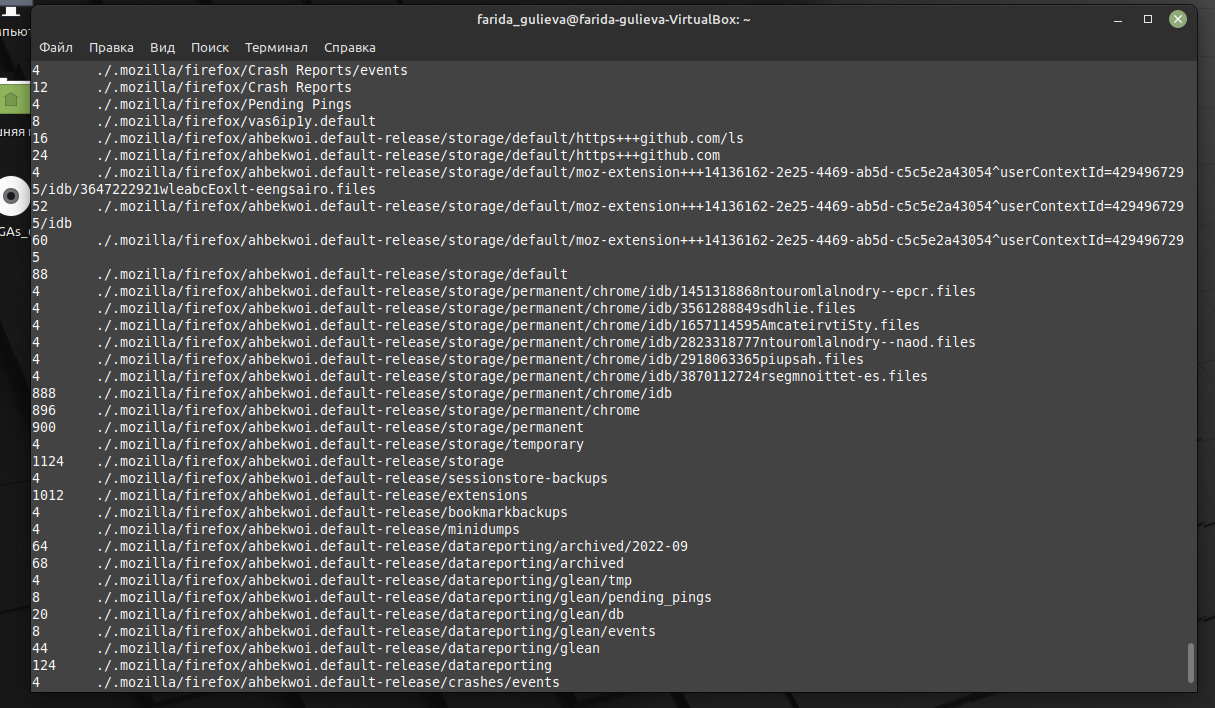 farida_gulieva@farida-gulieva-VirtualBox: ~
Файл Правка Вид Поиск Терминал Справка
4 ./.mozilla/firefox/Crash Reports/events
12 ./.mozilla/firefox/Crash Reports
4 ./.mozilla/firefox/Pending Pings
8 ./.mozilla/firefox/vas6ip1y.default
16 ./.mozilla/firefox/ahbekwoi.default-release/storage/default/https+++github.com/ls
24 ./.mozilla/firefox/ahbekwoi.default-release/storage/default/https+++github.com
4 ./.mozilla/firefox/ahbekwoi.default-release/storage/default/moz-extension+++14136162-2e25-4469-ab5d-c5c5e2a43054^userContextId=429496729
5/idb/3647222921wleabcEoxlt-eengsairo.files
52 ./.mozilla/firefox/ahbekwoi.default-release/storage/default/moz-extension+++14136162-2e25-4469-ab5d-c5c5e2a43054^userContextId=429496729
5/idb
60 ./.mozilla/firefox/ahbekwoi.default-release/storage/default/moz-extension+++14136162-2e25-4469-ab5d-c5c5e2a43054^userContextId=429496729
5
88 ./.mozilla/firefox/ahbekwoi.default-release/storage/default
4 ./.mozilla/firefox/ahbekwoi.default-release/storage/permanent/chrome/idb/1451318868ntouromlalnodry--epcr.files
4 ./.mozilla/firefox/ahbekwoi.default-release/storage/permanent/chrome/idb/3561288849sdhlie.files
4 ./.mozilla/firefox/ahbekwoi.default-release/storage/permanent/chrome/idb/1657114595AmcateirvtiSty.files
4 ./.mozilla/firefox/ahbekwoi.default-release/storage/permanent/chrome/idb/2823318777ntouromlalnodry--naod.files
4 ./.mozilla/firefox/ahbekwoi.default-release/storage/permanent/chrome/idb/2918063365piupsah.files
4 ./.mozilla/firefox/ahbekwoi.default-release/storage/permanent/chrome/idb/3870112724rsegmnoittet-es.files
888 ./.mozilla/firefox/ahbekwoi.default-release/storage/permanent/chrome/idb
896 ./.mozilla/firefox/ahbekwoi.default-release/storage/permanent/chrome
900 ./.mozilla/firefox/ahbekwoi.default-release/storage/permanent
4 ./.mozilla/firefox/ahbekwoi.default-release/storage/temporary
1124 ./.mozilla/firefox/ahbekwoi.default-release/storage
4 ./.mozilla/firefox/ahbekwoi.default-release/sessionstore-backups
1012 ./.mozilla/firefox/ahbekwoi.default-release/extensions
4 ./.mozilla/firefox/ahbekwoi.default-release/bookmarkbackups
4 ./.mozilla/firefox/ahbekwoi.default-release/minidumps
64 ./.mozilla/firefox/ahbekwoi.default-release/datareporting/archived/2022-09
68 ./.mozilla/firefox/ahbekwoi.default-release/datareporting/archived
4 ./.mozilla/firefox/ahbekwoi.default-release/datareporting/glean/tmp
8 ./.mozilla/firefox/ahbekwoi.default-release/datareporting/glean/pending_pings
20 ./.mozilla/firefox/ahbekwoi.default-release/datareporting/glean/db
8 ./.mozilla/firefox/ahbekwoi.default-release/datareporting/glean/events
44 ./.mozilla/firefox/ahbekwoi.default-release/datareporting/glean
124 ./.mozilla/firefox/ahbekwoi.default-release/datareporting
4 ./.mozilla/firefox/ahbekwoi.default-release/crashes/events